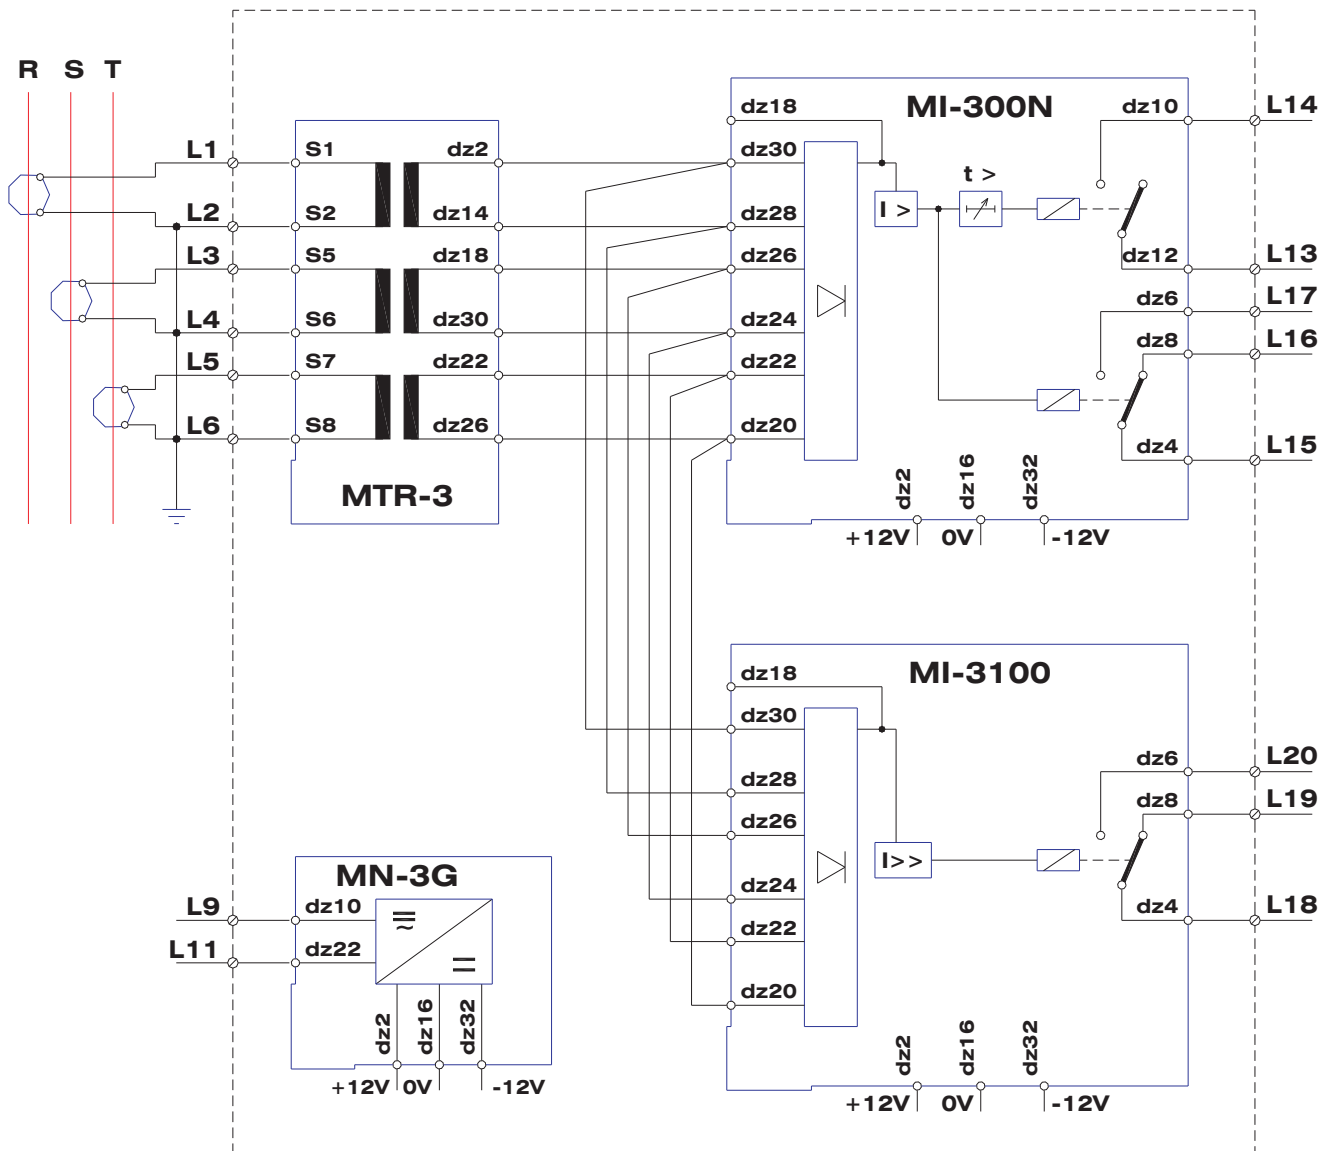 R S T
L1
L2
L3
L4
L5
L6
S1 dz2
S2 dz14
S5 dz18
S6 dz30
S7 dz22
S8 dz26
MTR-3
MI-300N
dz18
dz30
dz28
dz26
dz24
dz22
dz20
I >
t >
dz10 L14
dz12 L13
dz6 L17
dz8 L16
dz4 L15
dz2 dz16 dz32
+12V 0V -12V
MI-3100
dz18
dz30
dz28
dz26
dz24
dz22
dz20
I>>
dz6 L20
dz8 L19
dz4 L18
dz2 dz16 dz32
+12V 0V -12V
MN-3G
L9 dz10
L11 dz22
dz2 dz16 dz32
+12V 0V -12V